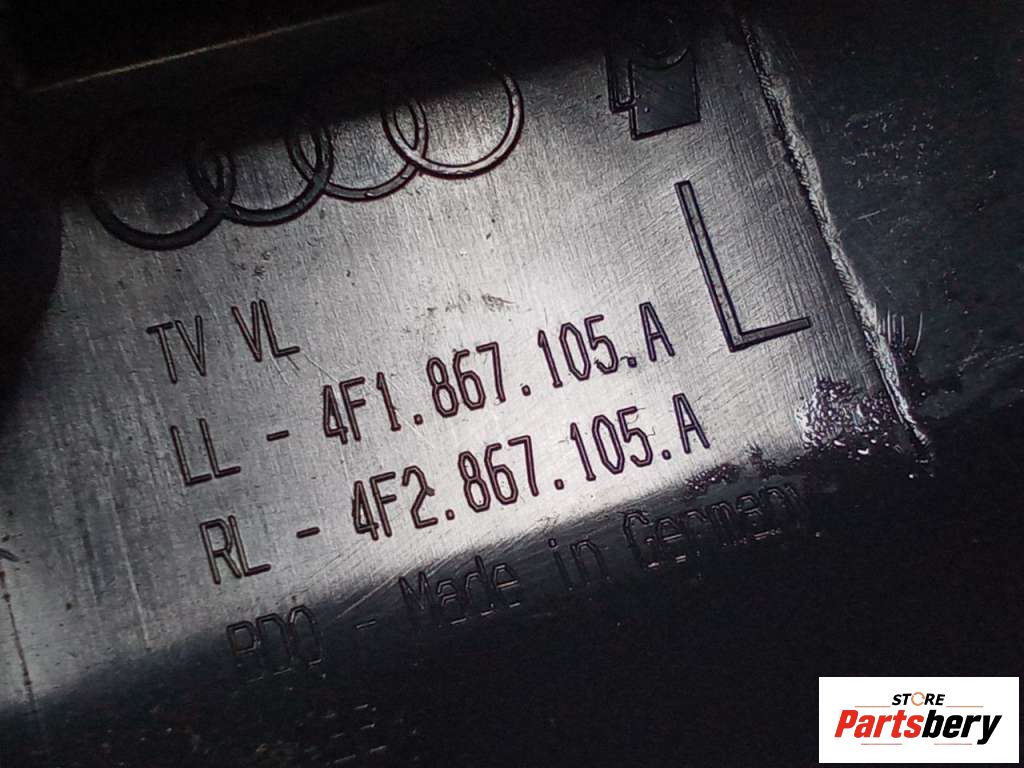 L
TV VL
LL - 4F1.867.105.A
RL - 4F2.867.105.A
- Made in Germany
STORE
Partsbery